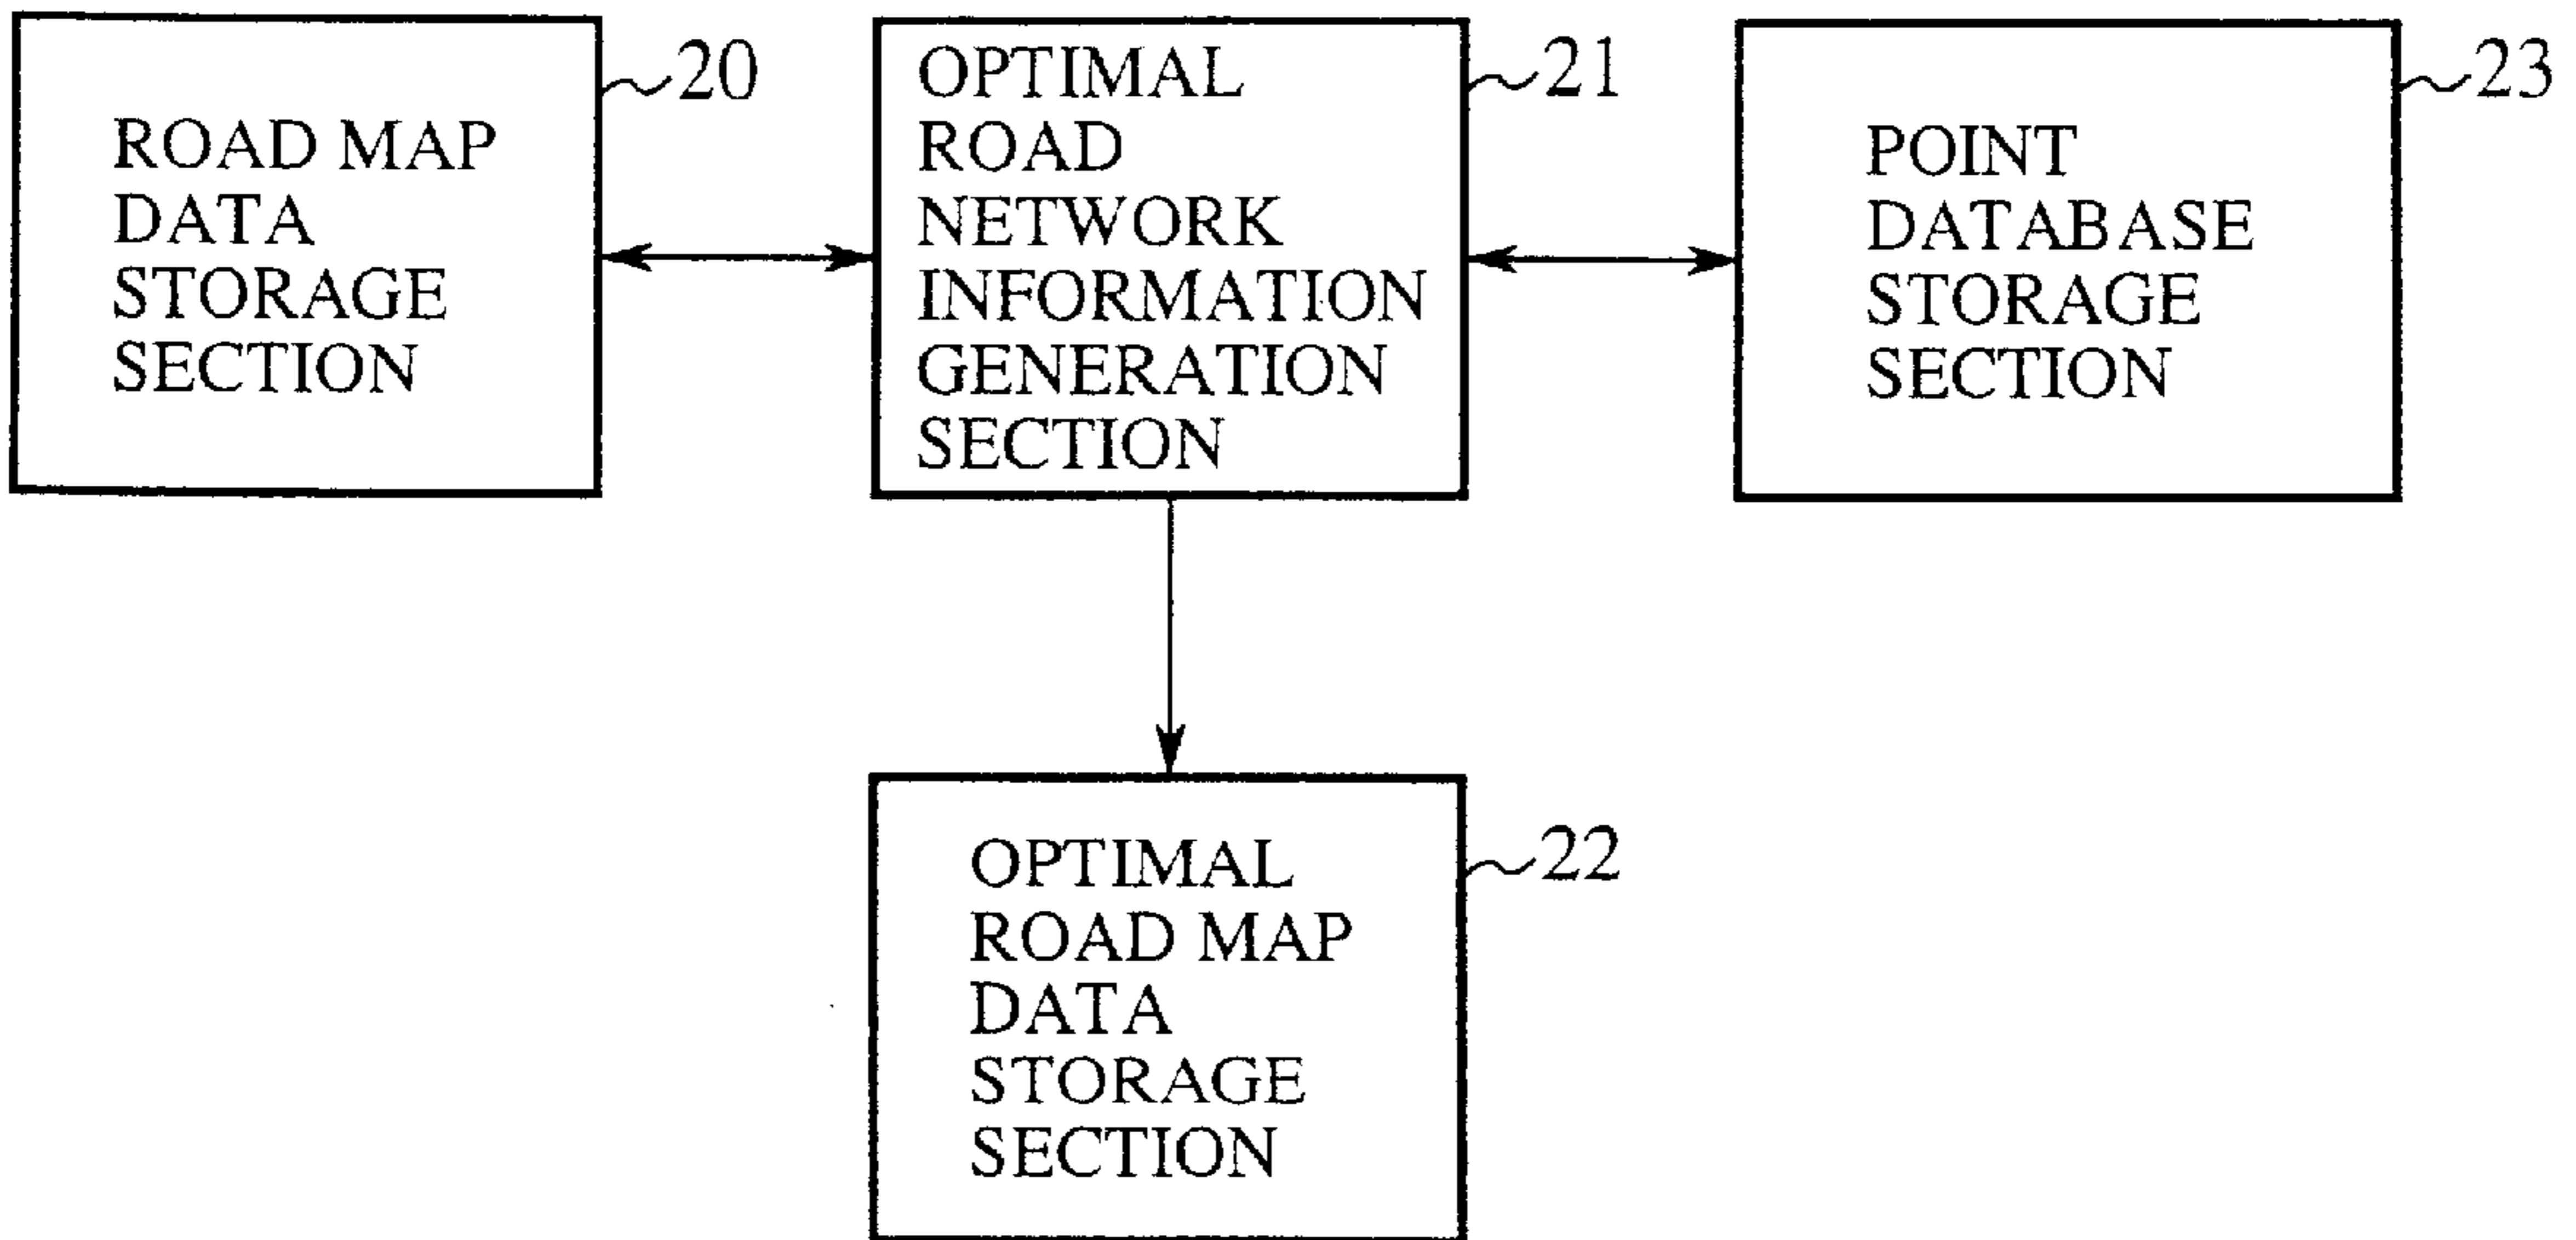 ROAD MAP
DATA
STORAGE
SECTION
20
OPTIMAL
ROAD
NETWORK
INFORMATION
GENERATION
SECTION
21
POINT
DATABASE
STORAGE
SECTION
23
OPTIMAL
ROAD MAP
DATA
STORAGE
SECTION
22